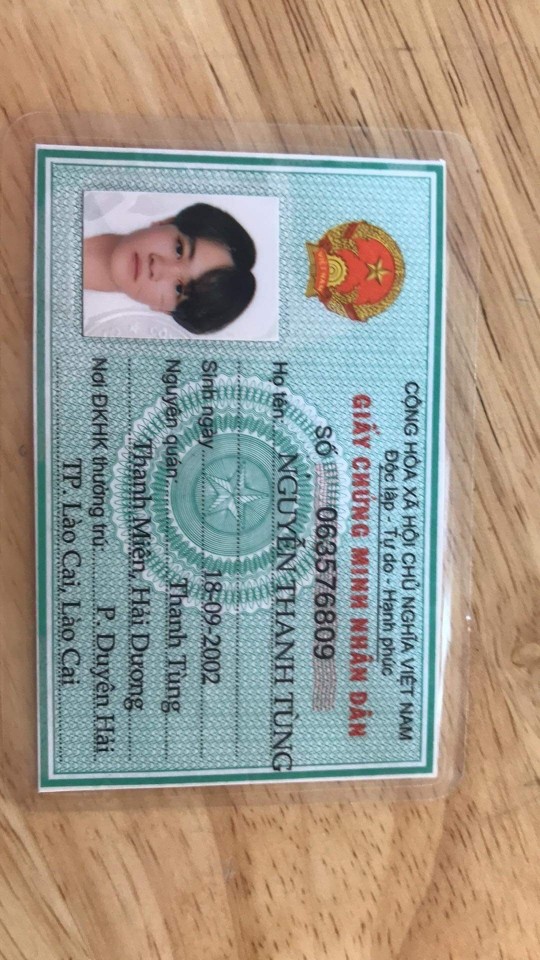 CỘNG HÒA XÃ HỘI CHỦ NGHĨA VIỆT NAM
Độc lập - Tự do - Hạnh phúc
GIẤY CHỨNG MINH NHÂN DÂN
SỐ 063576809
Họ tên: NGUYỄN THANH TÙNG
Sinh ngày 18-09-2002
Nguyên quán Thanh Tùng
Thanh Miện, Hải Dương
Nơi ĐKHK thường trú: P. Duyên Hải
TP. Lào Cai, Lào Cai